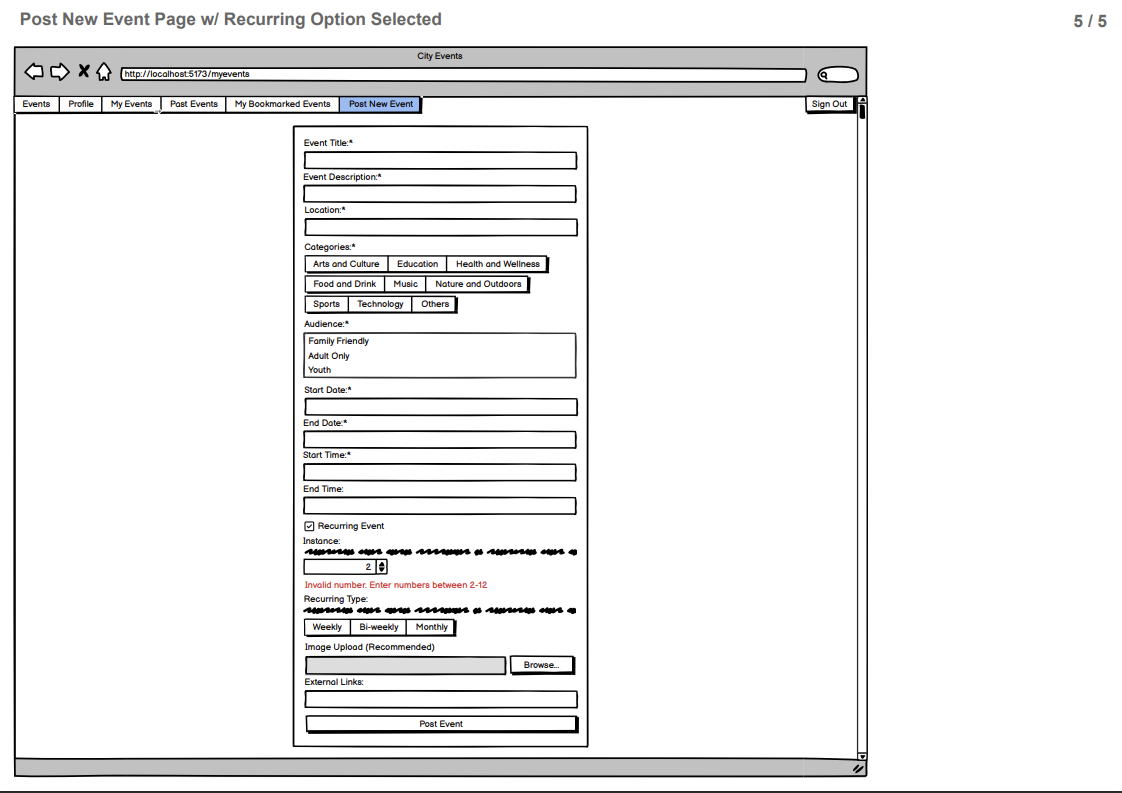 Post New Event Page w/ Recurring Option Selected
5 / 5
City Events
http://localhost:5173/myevents
Events Profile My Events Past Events My Bookmarked Events Post New Event Sign Out
Event Title:*
Event Description:*
Location:*
Categories:*
Arts and Culture Education Health and Wellness
Food and Drink Music Nature and Outdoors
Sports Technology Others
Audience:*
Family Friendly
Adult Only
Youth
Start Date:*
End Date:*
Start Time:*
End Time:
Recurring Event
Instance:
2
Invalid number. Enter numbers between 2-12
Recurring Type:
Weekly Bi-weekly Monthly
Image Upload (Recommended)
Browse...
External Links:
Post Event